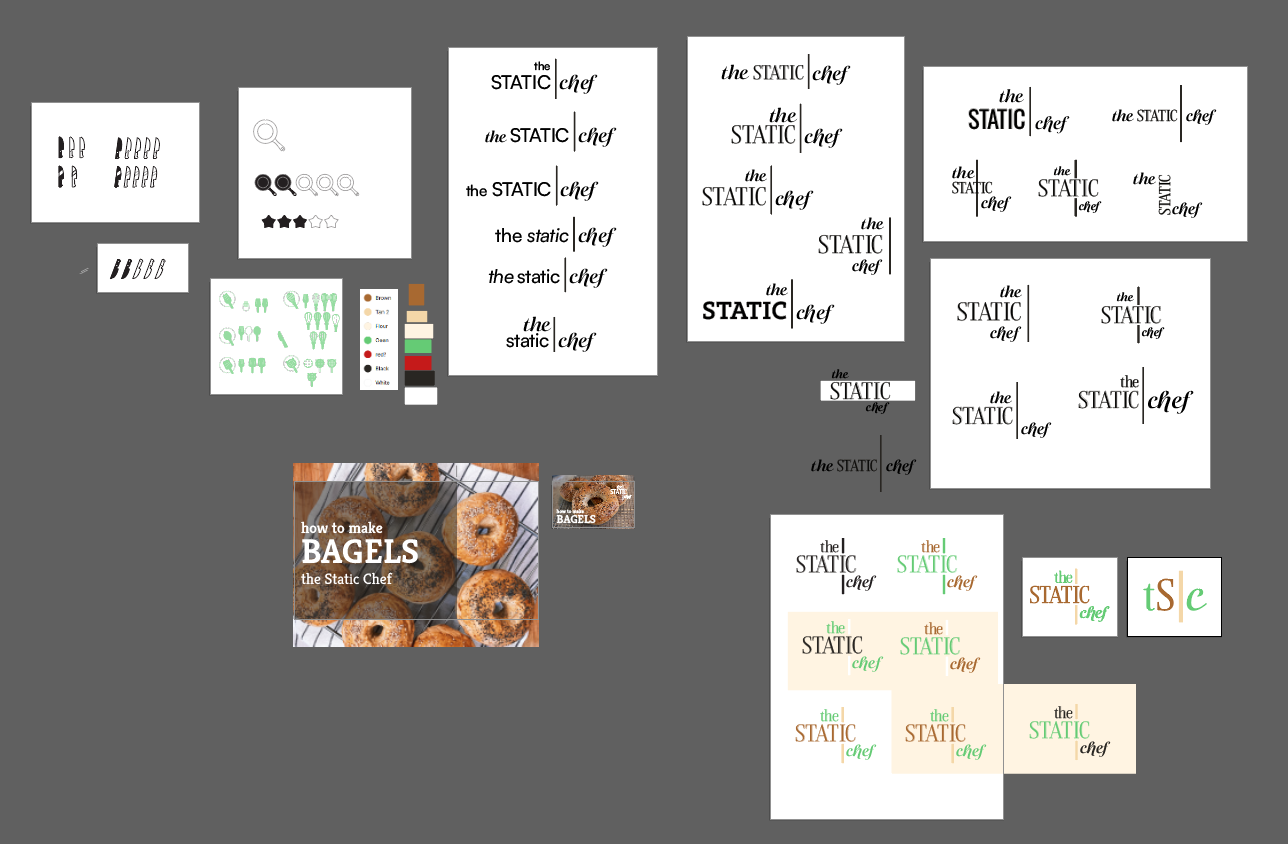 the
STATIC chef
the STATIC chef
the STATIC chef
the static chef
the static chef
the
static chef
Brown
Tan 2
Flour
Green
red?
Black
White
the STATIC chef
the
STATIC chef
the
STATIC chef
the
STATIC
chef
the
STATIC chef
the
STATIC chef
the STATIC chef
the
STATIC
chef
the
STATIC
chef
the
STATIC
chef
the
STATIC
chef
the
STATIC
chef
the
STATIC
chef
the
STATIC chef
the
STATIC
chef
the STATIC chef
how to make
BAGELS
the Static Chef
the
STATIC
chef
how to make
BAGELS
the
STATIC
chef
the
STATIC
chef
the
STATIC
chef
the
STATIC
chef
the
STATIC
chef
the
STATIC
chef
the
STATIC
chef
the
STATIC
chef
tSc